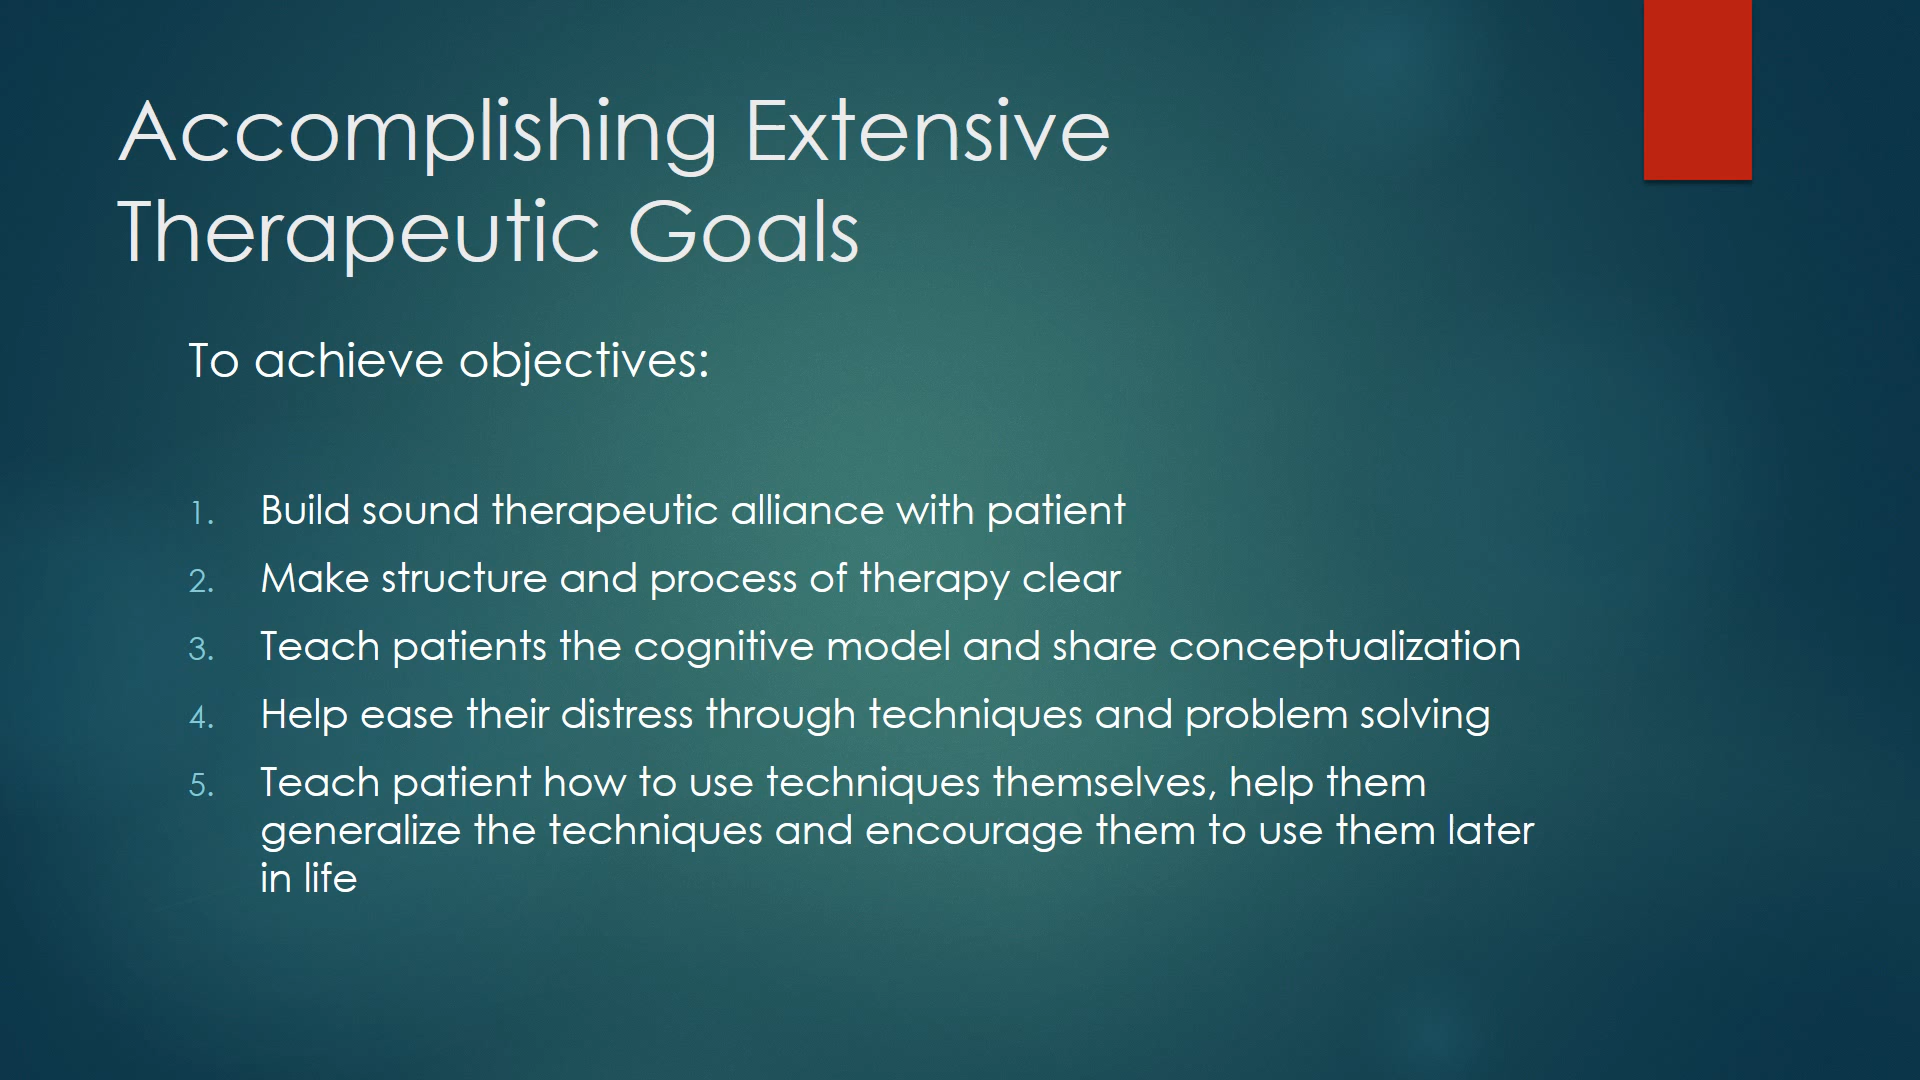 Accomplishing Extensive
Therapeutic Goals
To achieve objectives:
1. Build sound therapeutic alliance with patient
2. Make structure and process of therapy clear
3. Teach patients the cognitive model and share conceptualization
4. Help ease their distress through techniques and problem solving
5. Teach patient how to use techniques themselves, help them
generalize the techniques and encourage them to use them later
in life